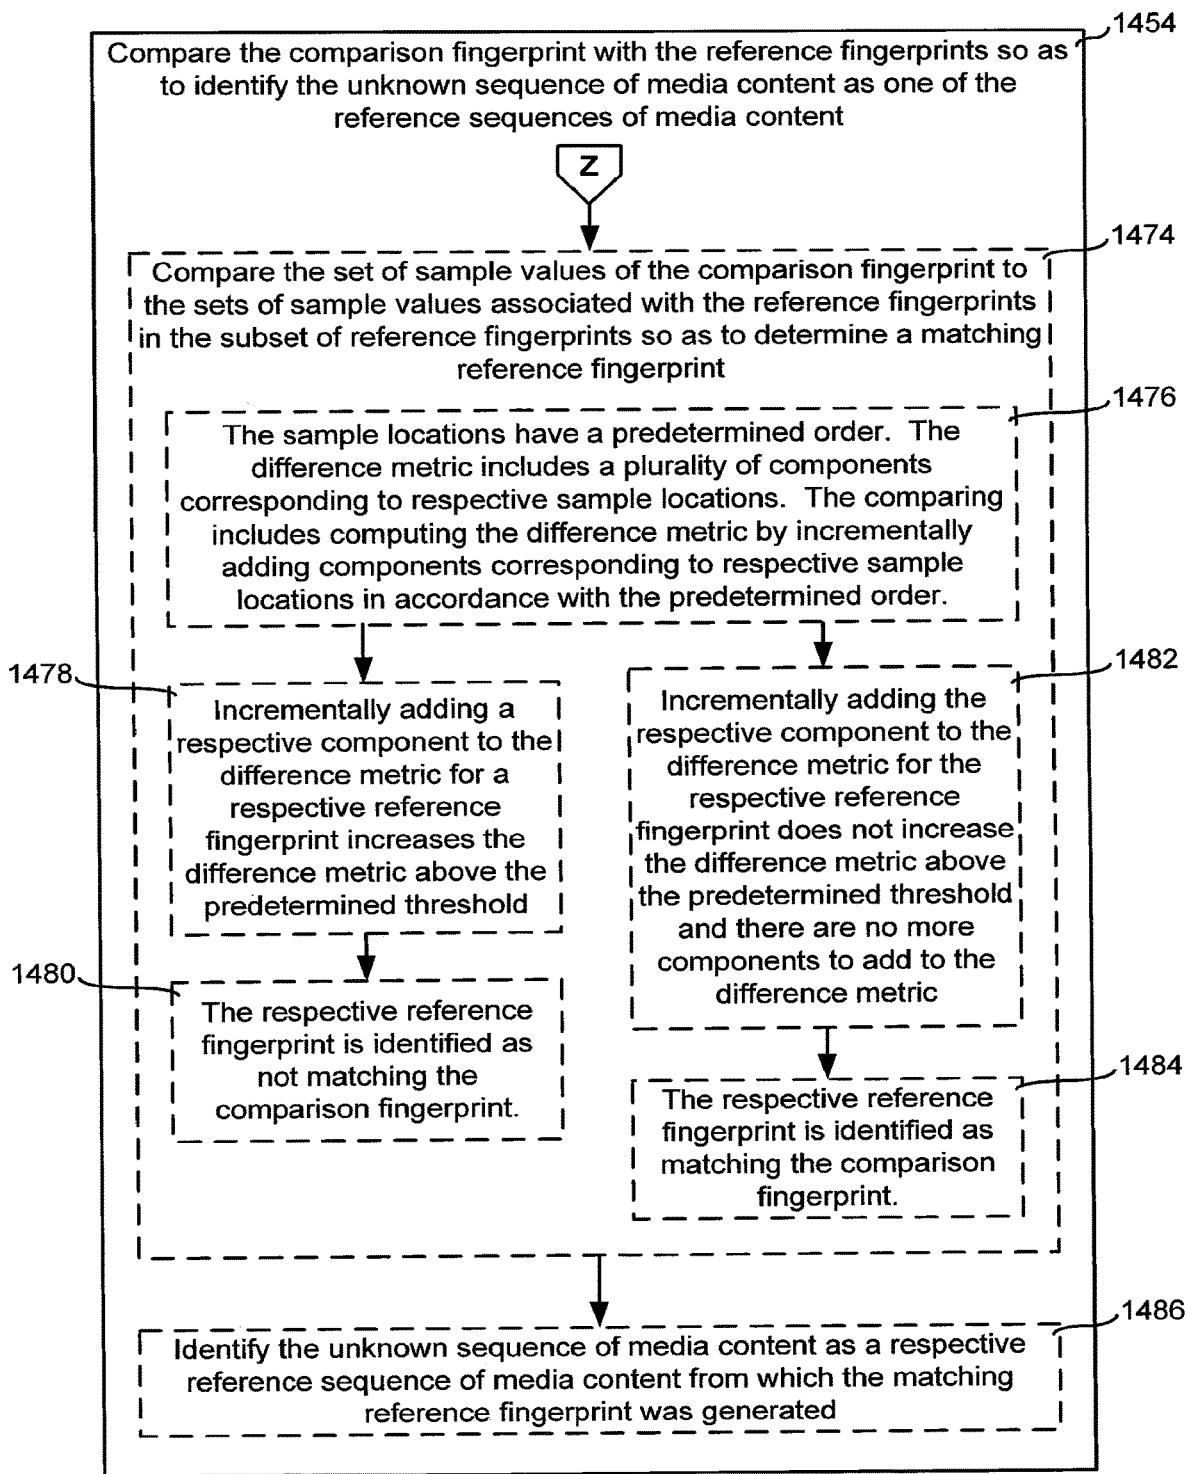 1454
Compare the comparison fingerprint with the reference fingerprints so as
to identify the unknown sequence of media content as one of the
reference sequences of media content
Z
1474
Compare the set of sample values of the comparison fingerprint to
the sets of sample values associated with the reference fingerprints
in the subset of reference fingerprints so as to determine a matching
reference fingerprint
1476
The sample locations have a predetermined order. The
difference metric includes a plurality of components
corresponding to respective sample locations. The comparing
includes computing the difference metric by incrementally
adding components corresponding to respective sample
locations in accordance with the predetermined order.
1478
Incrementally adding a
respective component to the
difference metric for a
respective reference
fingerprint increases the
difference metric above the
predetermined threshold
1480
The respective reference
fingerprint is identified as
not matching the
comparison fingerprint.
1482
Incrementally adding the
respective component to the
difference metric for the
respective reference
fingerprint does not increase
the difference metric above
the predetermined threshold
and there are no more
components to add to the
difference metric
1484
The respective reference
fingerprint is identified as
matching the comparison
fingerprint.
1486
Identify the unknown sequence of media content as a respective
reference sequence of media content from which the matching
reference fingerprint was generated